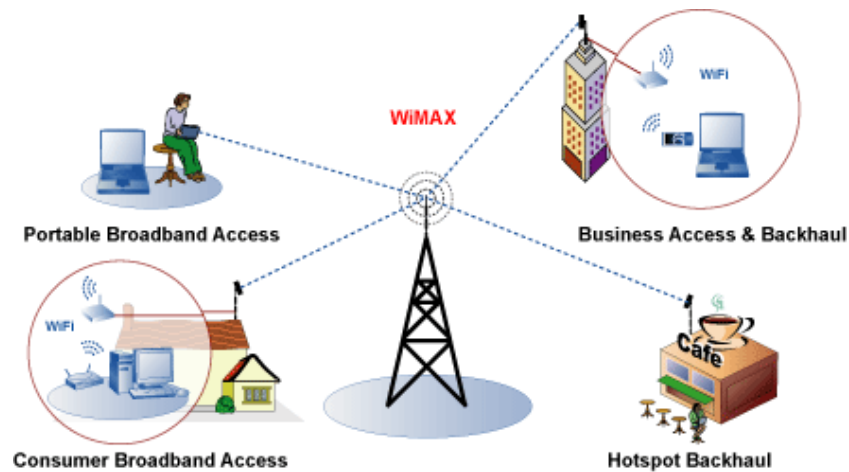 WiMAX
WiFi
Portable Broadband Access
Business Access & Backhaul
WiFi
Cafe
Consumer Broadband Access
Hotspot Backhaul